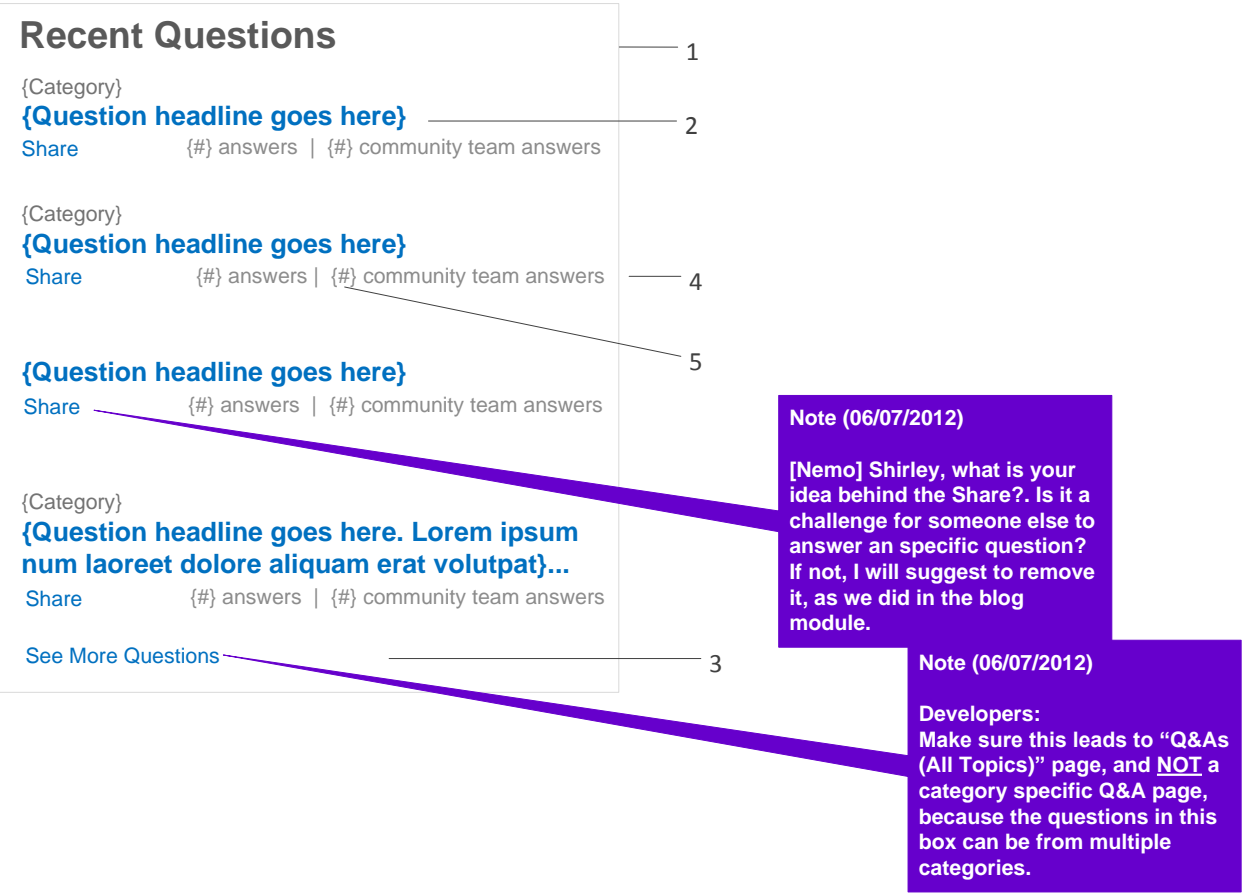 Recent Questions
1
{Category}
{Question headline goes here}
2
Share {#} answers | {#} community team answers
{Category}
{Question headline goes here}
Share {#} answers | {#} community team answers
4
5
{Question headline goes here}
Share {#} answers | {#} community team answers
{Category}
{Question headline goes here. Lorem ipsum
num laoreet dolore aliquam erat volutpat}...
Share {#} answers | {#} community team answers
See More Questions
3
Note (06/07/2012)
[Nemo] Shirley, what is your
idea behind the Share?. Is it a
challenge for someone else to
answer an specific question?
If not, I will suggest to remove
it, as we did in the blog
module.
Note (06/07/2012)
Developers:
Make sure this leads to “Q&As
(All Topics)” page, and NOT a
category specific Q&A page,
because the questions in this
box can be from multiple
categories.